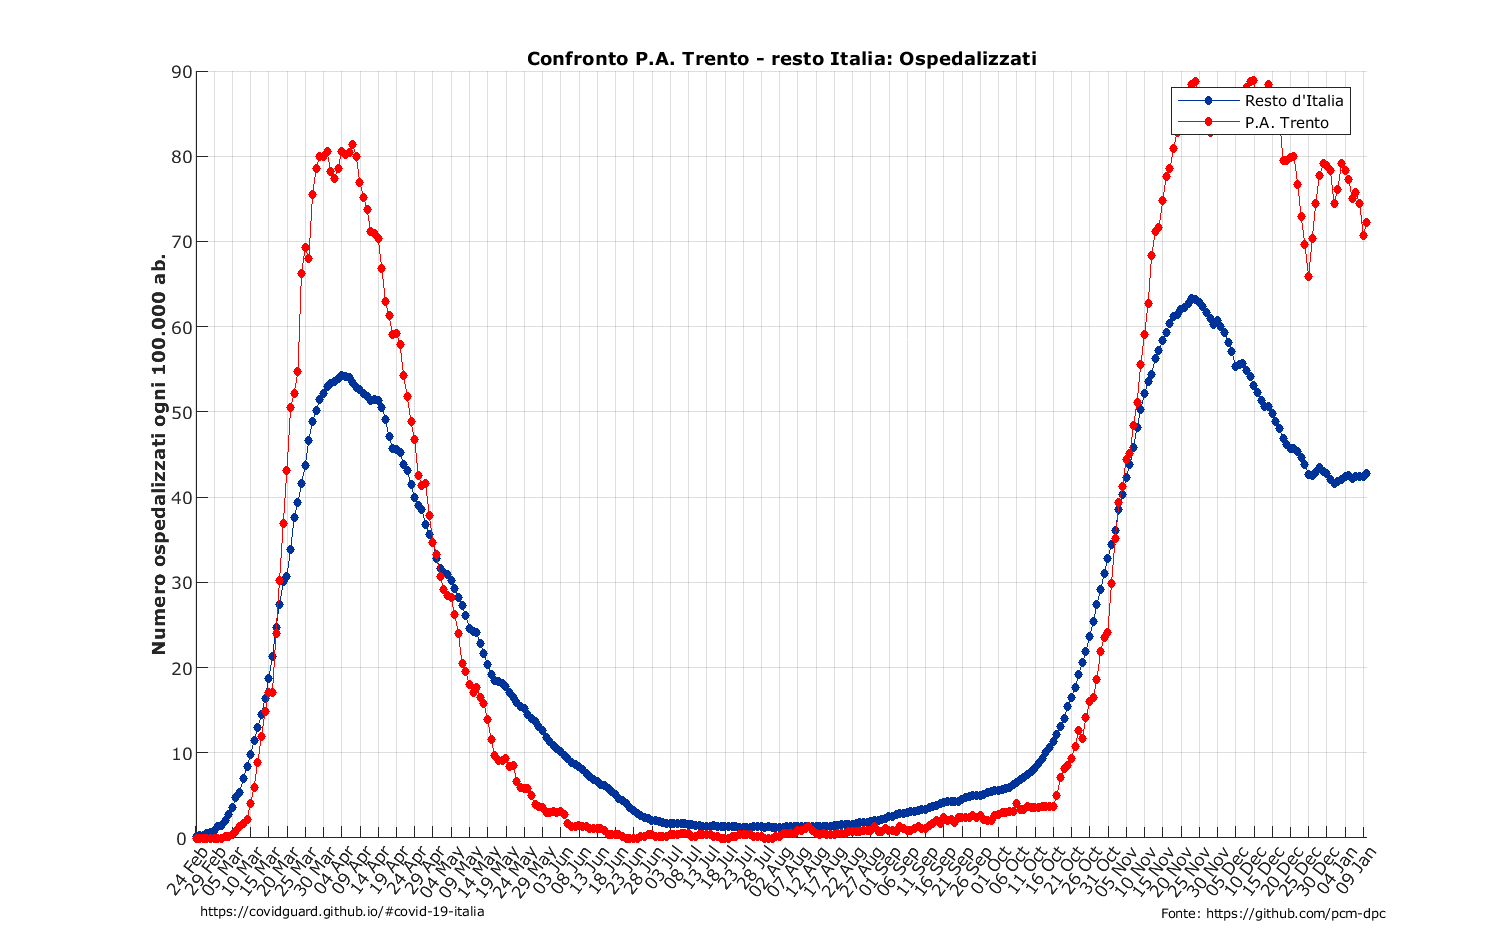 Confronto P.A. Trento - resto Italia: Ospedalizzati
Resto d'Italia
P.A. Trento
Numero ospedalizzati ogni 100.000 ab.
90
80
70
60
50
40
30
20
10
0
24 Feb
29 Feb
05 Mar
10 Mar
15 Mar
20 Mar
25 Mar
30 Mar
04 Apr
09 Apr
14 Apr
19 Apr
24 Apr
29 Apr
04 May
09 May
14 May
19 May
24 May
29 May
03 Jun
08 Jun
13 Jun
18 Jun
23 Jun
28 Jun
03 Jul
08 Jul
13 Jul
18 Jul
23 Jul
28 Jul
02 Aug
07 Aug
12 Aug
17 Aug
22 Aug
27 Aug
01 Sep
06 Sep
11 Sep
16 Sep
21 Sep
26 Sep
01 Oct
06 Oct
11 Oct
16 Oct
21 Oct
26 Oct
31 Oct
05 Nov
10 Nov
15 Nov
20 Nov
25 Nov
30 Nov
05 Dec
10 Dec
15 Dec
20 Dec
25 Dec
30 Dec
04 Jan
09 Jan
https://covidguard.github.io/#covid-19-italia
Fonte: https://github.com/pcm-dpc